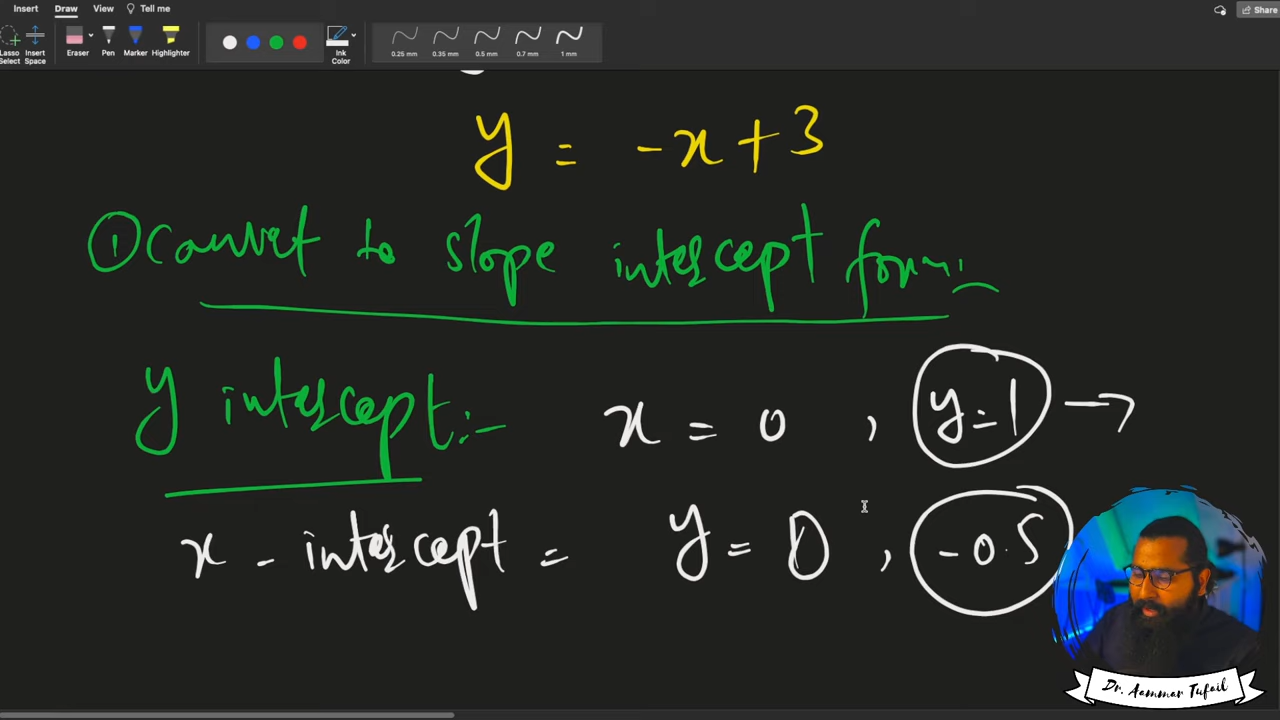 Insert Draw View Tell me
Share
Lasso Select
Insert Space
Eraser
Pen
Marker
Highlighter
Ink Color
0.25 mm
0.35 mm
0.5 mm
0.7 mm
1 mm
y = -x + 3
① Convert to slope intercept form:-
y intercept:- x = 0 , y = 1 →
x - intercept = y = 0 , -0.5
Dr. Aammar Tufail